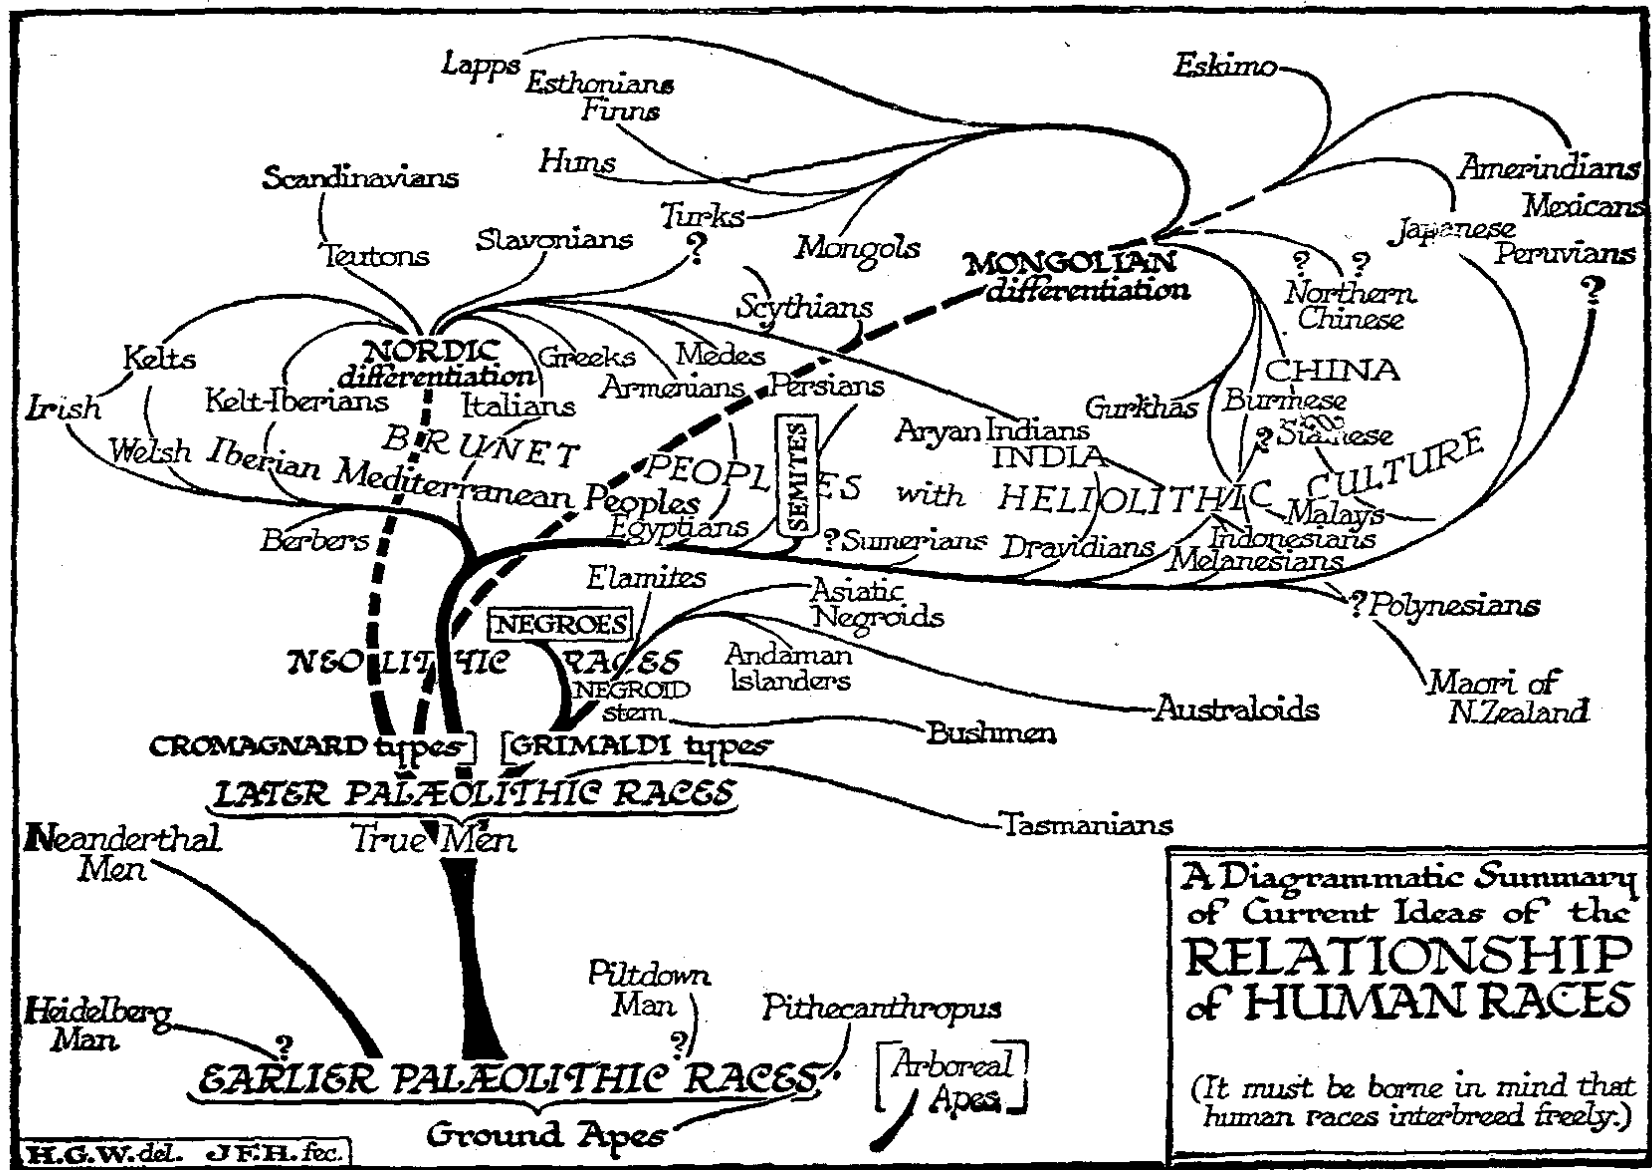 Lapps
Esthonians
Finns
Eskimo
Huns
Amerindians
Scandinavians
Mexicans
Turks
?
Japanese
Slavonians
Mongols
Peruvians
?
Teutons
MONGOLIAN
differentiation
? ?
Northern
Chinese
Scythians
Kelts
NORDIC
differentiation
Greeks
Medes
CHINA
Armenians
Persians
Irish
Kelt-Iberians
Italians
Gurkhas
Burmese
Aryan Indians
? Siamese
INDIA
Welsh
Iberian Mediterranean Peoples
BRUNET PEOPLES with HELIOLITHIC CULTURE
SEMITES
Malays
Berbers
Egyptians
? Sumerians
Dravidians
Indonesians
Melanesians
Elamites
Asiatic
Negroids
? Polynesians
NEGROES
NEOLITHIC RACES
Andaman
Islanders
NEGROID
stem
Maori of
N.Zealand
Australoids
Bushmen
CROMAGNARD types] [GRIMALDI types
LATER PALÆOLITHIC RACES
True Men
Tasmanians
Neanderthal
Men
A Diagrammatic Summary
of Current Ideas of the
RELATIONSHIP
of HUMAN RACES
(It must be borne in mind that
human races interbreed freely.)
Piltdown
Man
?
Heidelberg
Man
?
Pithecanthropus
EARLIER PALÆOLITHIC RACES
[Arboreal
Apes]
Ground Apes
H.G.W. del. J.F.H. fec.